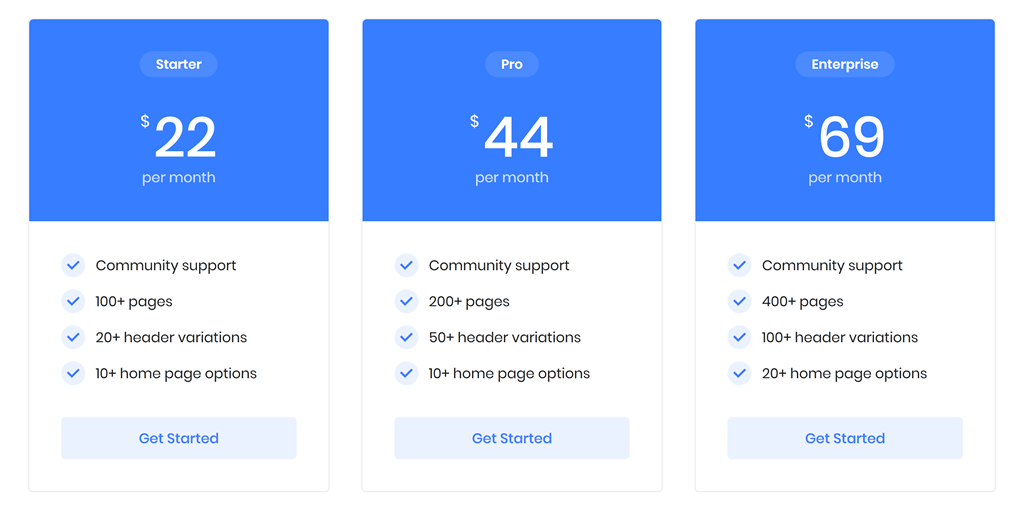 Starter
$22
per month
Community support
100+ pages
20+ header variations
10+ home page options
Get Started
Pro
$44
per month
Community support
200+ pages
50+ header variations
10+ home page options
Get Started
Enterprise
$69
per month
Community support
400+ pages
100+ header variations
20+ home page options
Get Started